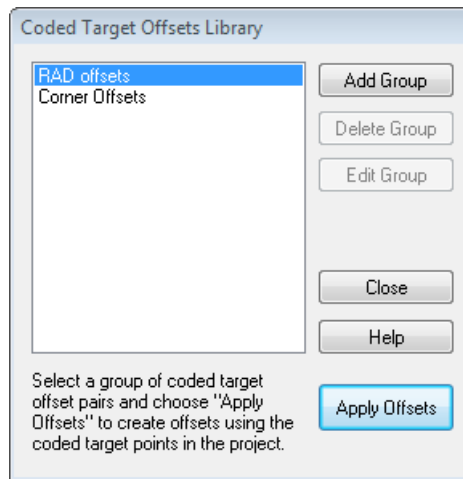 Coded Target Offsets Library
RAD offsets
Corner Offsets
Add Group
Delete Group
Edit Group
Close
Help
Select a group of coded target
offset pairs and choose "Apply
Offsets" to create offsets using the
coded target points in the project.
Apply Offsets